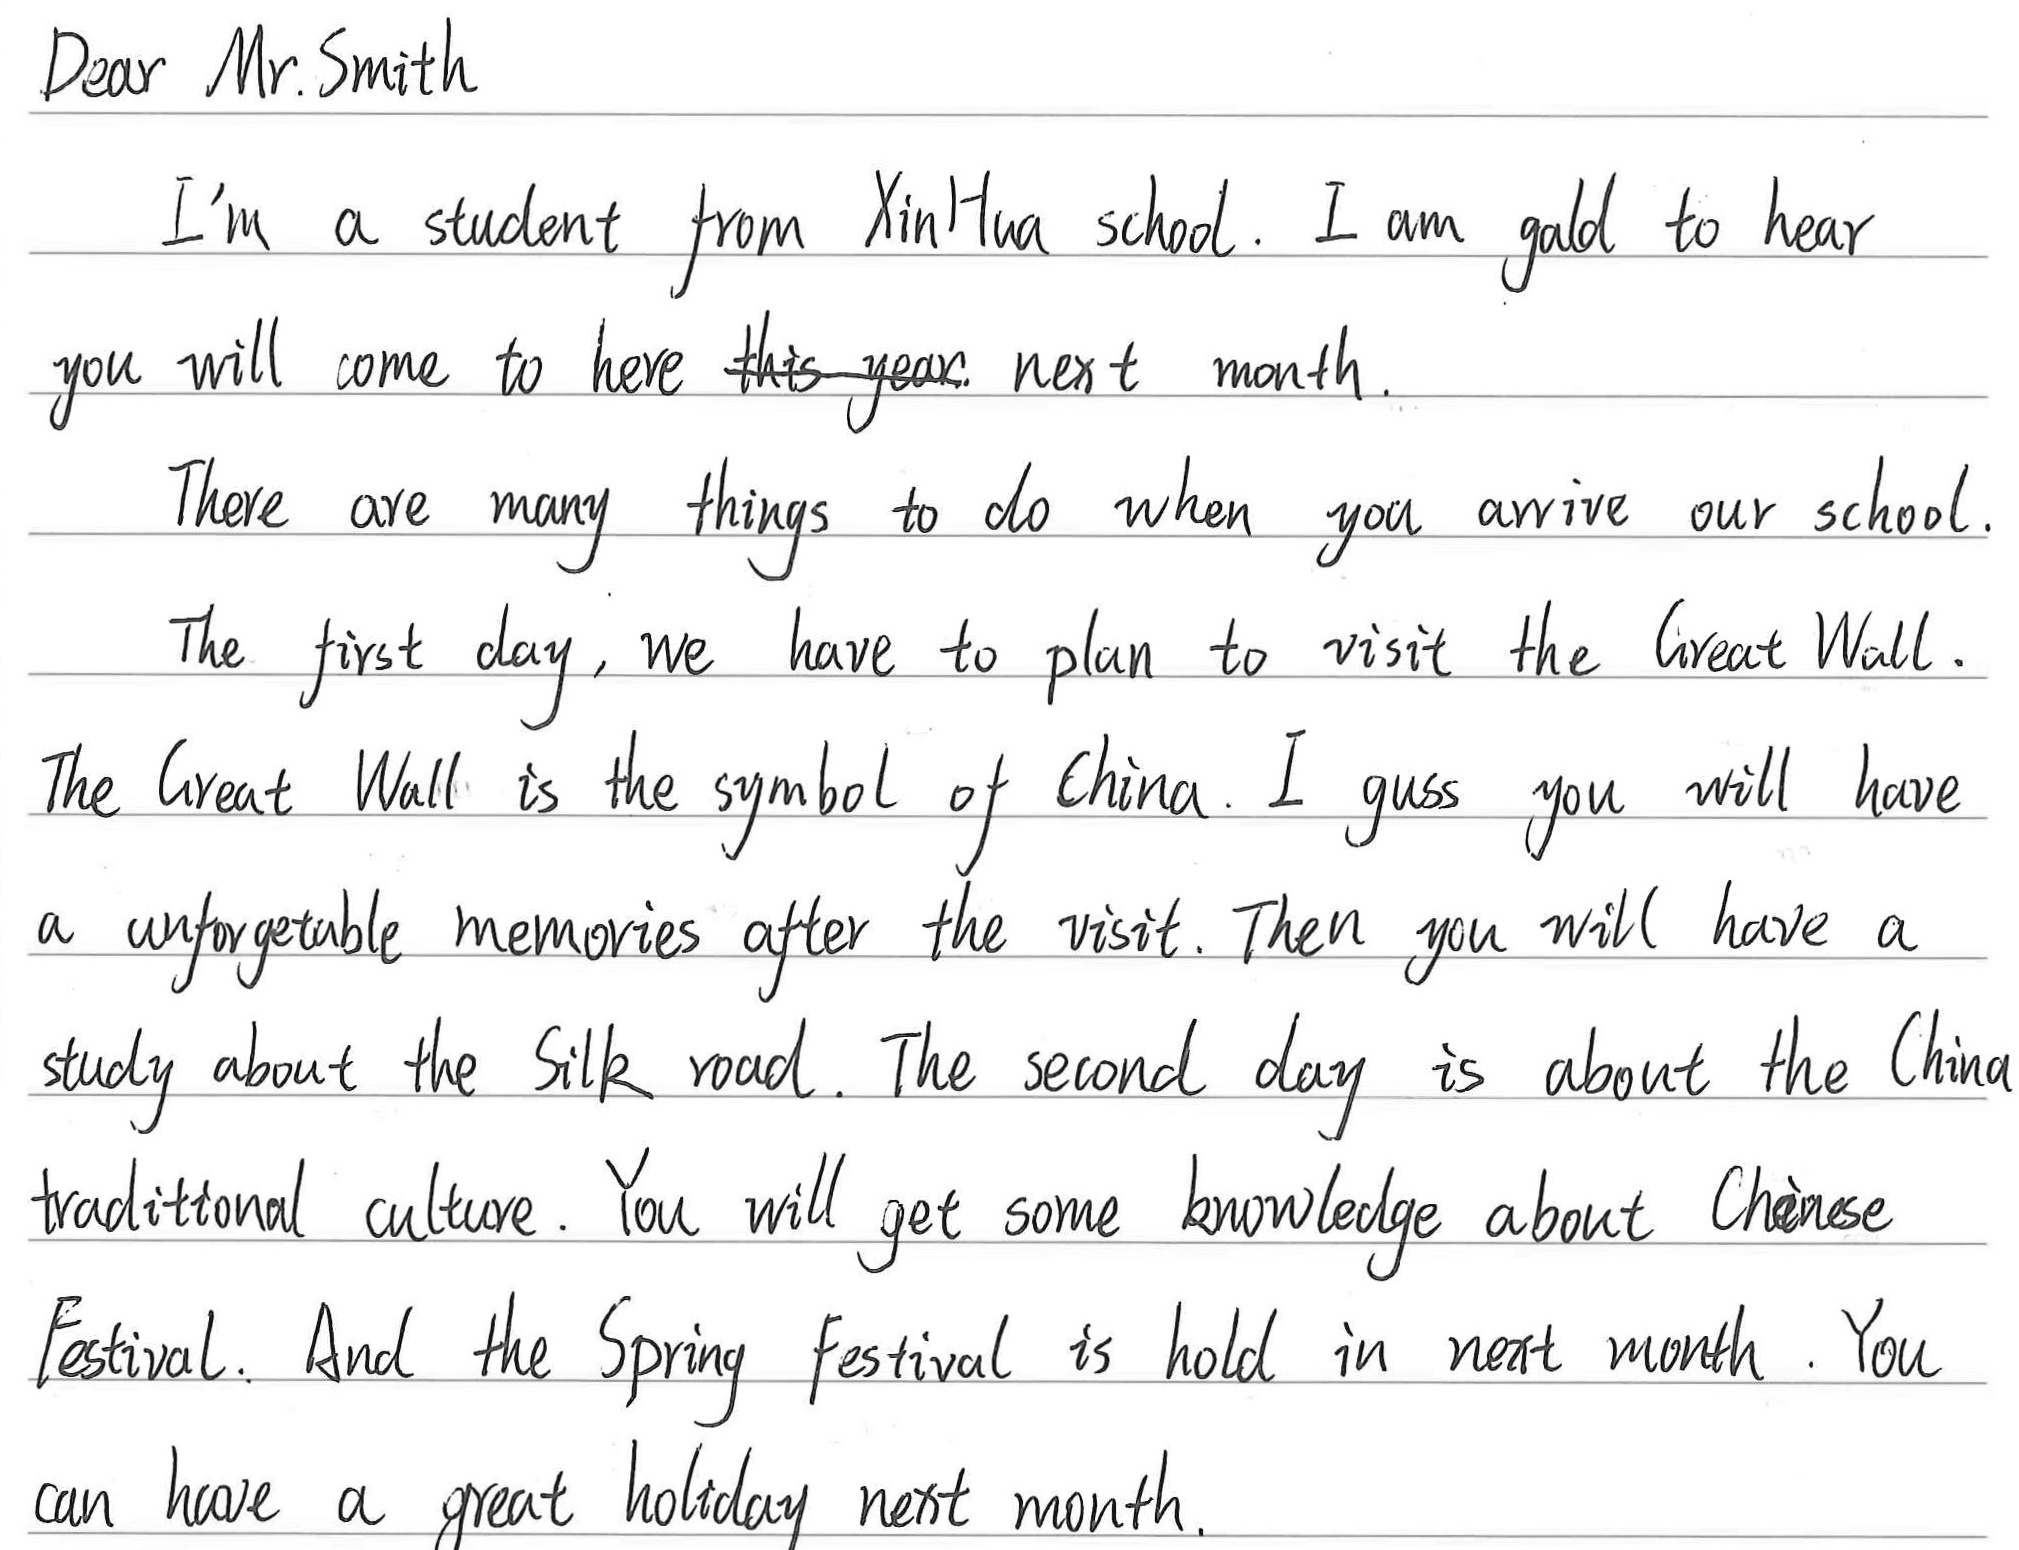 Dear Mr. Smith
I'm a student from XinHua school. I am gald to hear
you will come to here this year. next month.
There are many things to do when you arrive our school.
The first day, we have to plan to visit the Great Wall.
The Great Wall is the symbol of China. I guss you will have
a unforgetable memories after the visit. Then you will have a
study about the Silk road. The second day is about the China
traditional culture. You will get some knowledge about Chinese
Festival. And the Spring Festival is hold in next month. You
can have a great holiday next month.